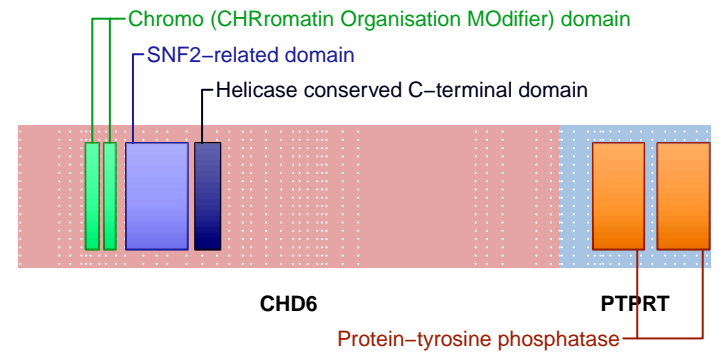 Chromo (CHRromatin Organisation MOdifier) domain
SNF2−related domain
Helicase conserved C−terminal domain
CHD6 PTPRT
Protein−tyrosine phosphatase